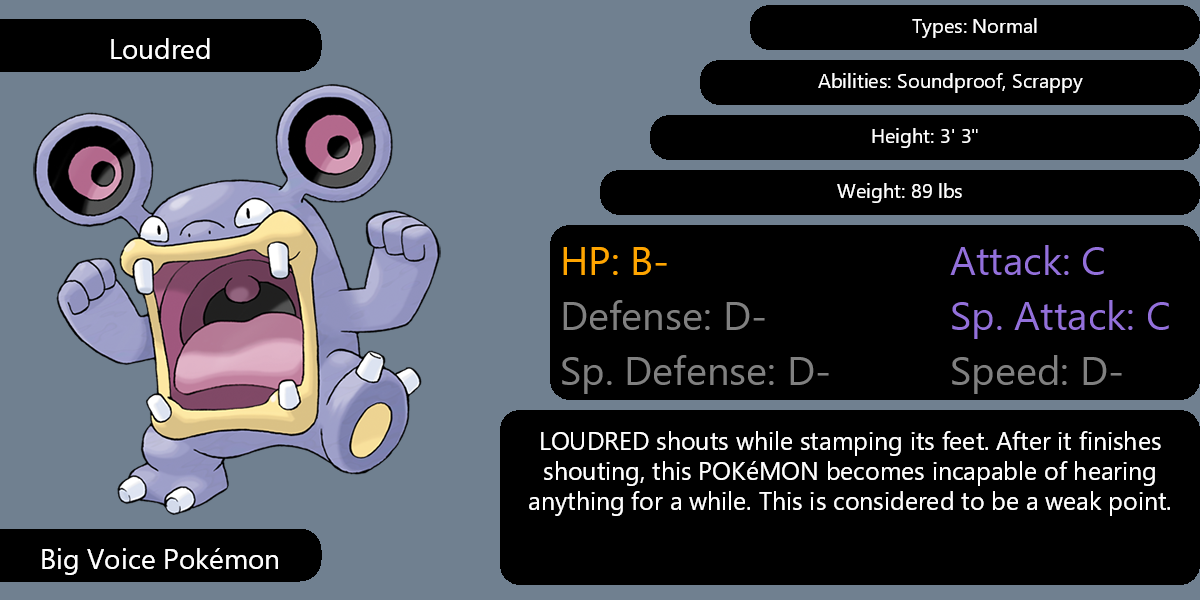 Loudred
Types: Normal
Abilities: Soundproof, Scrappy
Height: 3' 3"
Weight: 89 lbs
HP: B-
Attack: C
Defense: D-
Sp. Attack: C
Sp. Defense: D-
Speed: D-
LOUDRED shouts while stamping its feet. After it finishes
shouting, this POKéMON becomes incapable of hearing
anything for a while. This is considered to be a weak point.
Big Voice Pokémon